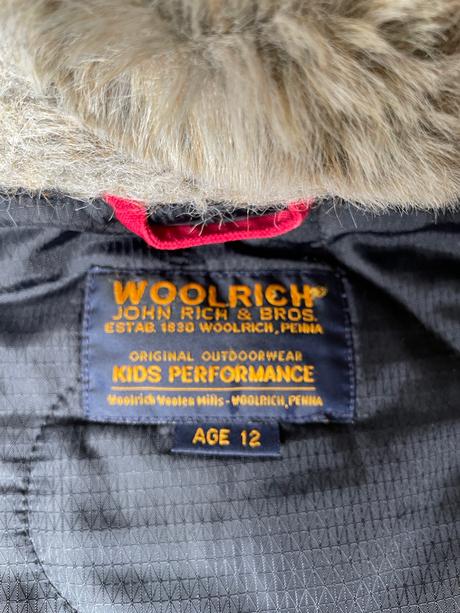 WOOLRICH®
JOHN RICH & BROS.
ESTAB. 1830 WOOLRICH, PENNA
ORIGINAL OUTDOORWEAR
KIDS PERFORMANCE
Woolrich Woolen Mills - WOOLRICH, PENNA
AGE 12